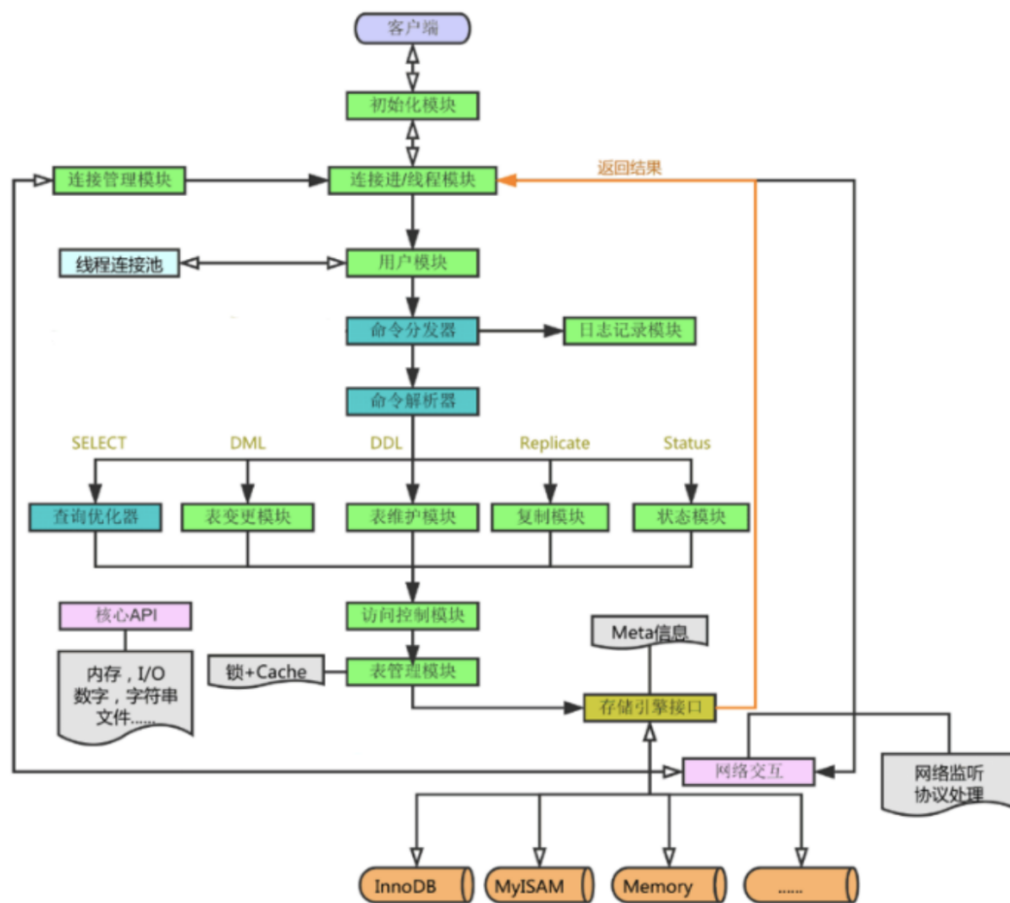 客户端
初始化模块
返回结果
连接管理模块
连接进/线程模块
线程连接池
用户模块
命令分发器
日志记录模块
命令解析器
SELECT
DML
DDL
Replicate
Status
查询优化器
表变更模块
表维护模块
复制模块
状态模块
核心API
访问控制模块
Meta信息
内存，I/O
数字，字符串
文件......
锁+Cache
表管理模块
存储引擎接口
网络交互
网络监听
协议处理
InnoDB
MyISAM
Memory
......